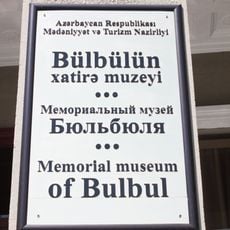 Azərbaycan Respublikası
Mədəniyyət və Turizm Nazirliyi
Bülbülün
xatirə muzeyi
•••
Мемориальный музей
Бюльбюля
•••
Memorial museum
of Bulbul